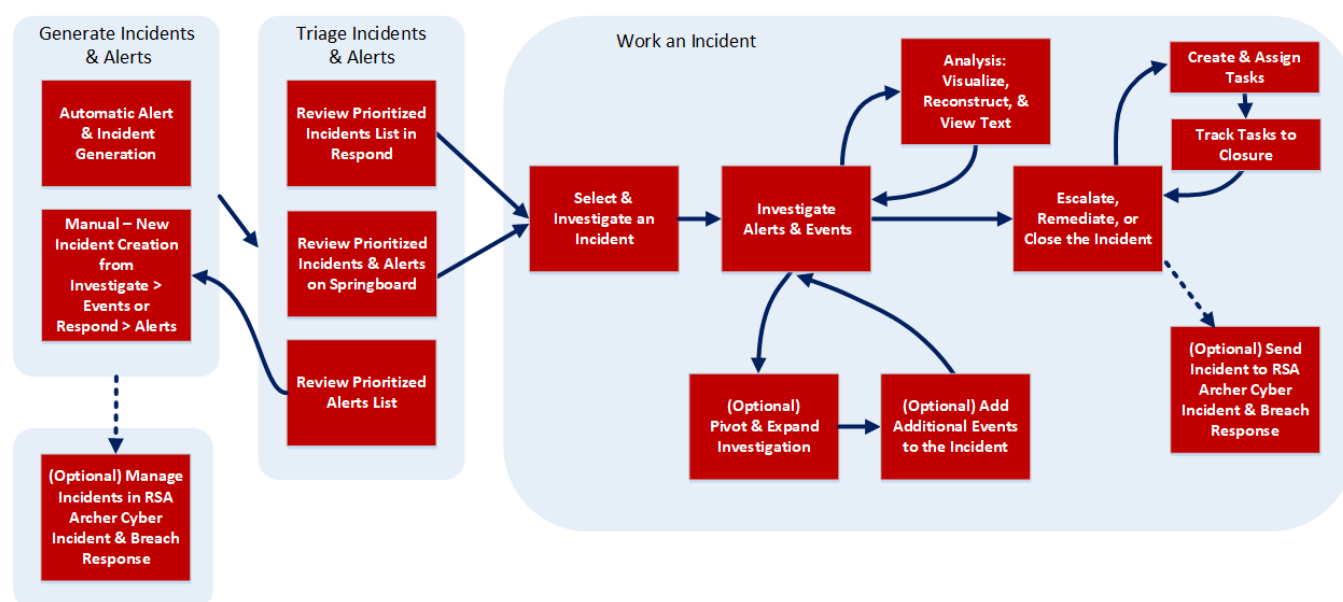 Generate Incidents
& Alerts
Automatic Alert
& Incident
Generation
Manual – New
Incident Creation
from
Investigate >
Events or
Respond > Alerts
(Optional) Manage
Incidents in RSA
Archer Cyber
Incident & Breach
Response
Triage Incidents
& Alerts
Review Prioritized
Incidents List in
Respond
Review Prioritized
Incidents & Alerts
on Springboard
Review Prioritized
Alerts List
Work an Incident
Select &
Investigate an
Incident
Investigate
Alerts & Events
Analysis:
Visualize,
Reconstruct, &
View Text
(Optional)
Pivot & Expand
Investigation
(Optional) Add
Additional Events
to the Incident
Escalate,
Remediate, or
Close the Incident
Create & Assign
Tasks
Track Tasks to
Closure
(Optional) Send
Incident to RSA
Archer Cyber
Incident & Breach
Response